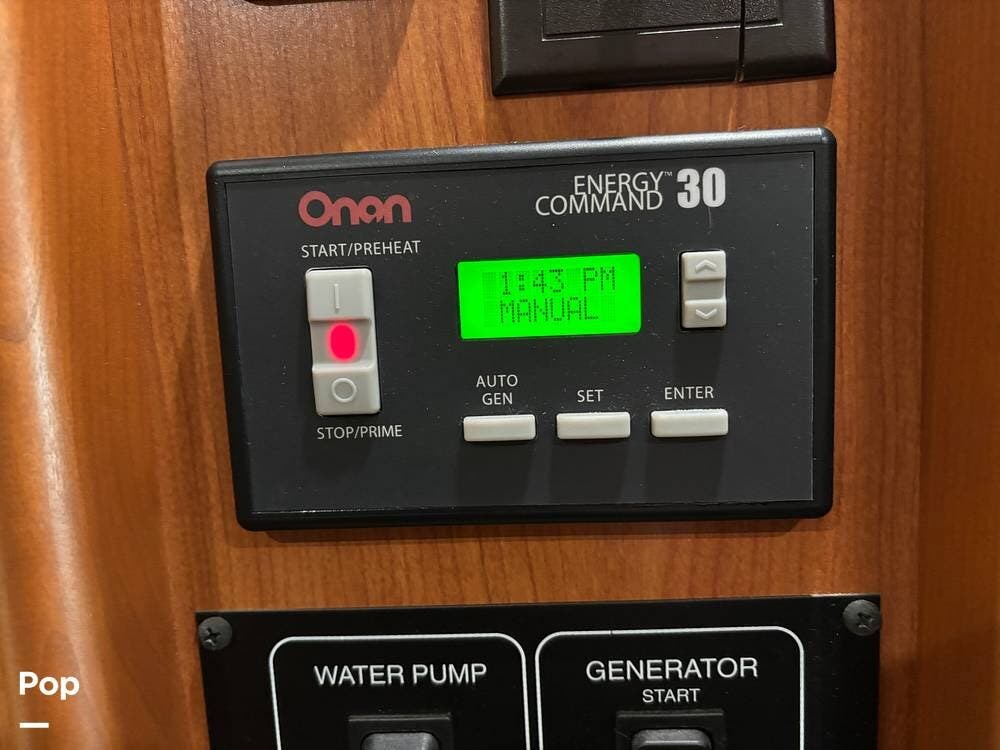 Onan
ENERGY™
COMMAND 30
START/PREHEAT
1:43 PM
MANUAL
AUTO
GEN
SET
ENTER
STOP/PRIME
WATER PUMP
GENERATOR
START
Pop